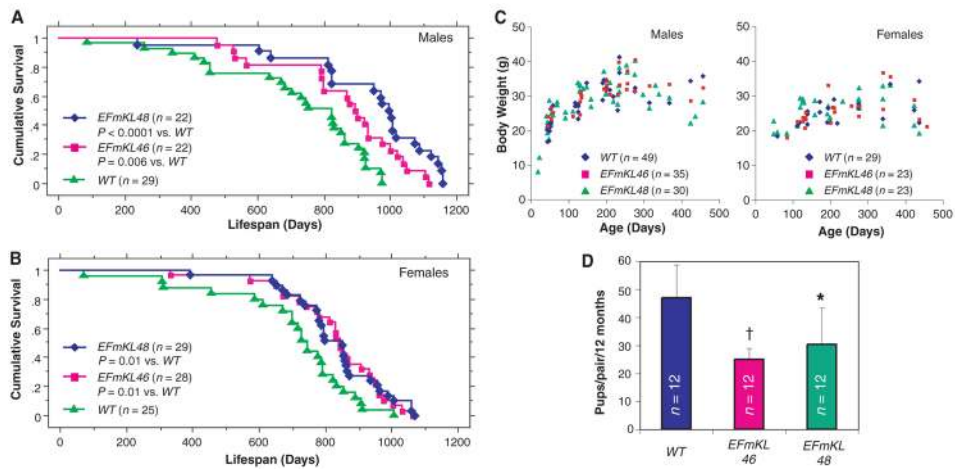 A
Males
Cumulative Survival
1
.8
.6
.4
.2
0
EFmKL48 (n = 22)
P < 0.0001 vs. WT
EFmKL46 (n = 22)
P = 0.006 vs. WT
WT (n = 29)
0 200 400 600 800 1000 1200
Lifespan (Days)
B
Females
Cumulative Survival
1
.8
.6
.4
.2
0
EFmKL48 (n = 29)
P = 0.01 vs. WT
EFmKL46 (n = 28)
P = 0.01 vs. WT
WT (n = 25)
0 200 400 600 800 1000 1200
Lifespan (Days)
C
Males
Body Weight (g)
50
40
30
20
10
0
WT (n = 49)
EFmKL46 (n = 35)
EFmKL48 (n = 30)
0 100 200 300 400 500
Age (Days)
Females
50
40
30
20
10
0
WT (n = 29)
EFmKL46 (n = 23)
EFmKL48 (n = 23)
0 100 200 300 400 500
Age (Days)
D
Pups/pair/12 months
60
50
40
30
20
10
0
†
*
n = 12
n = 12
n = 12
WT
EFmKL
46
EFmKL
48